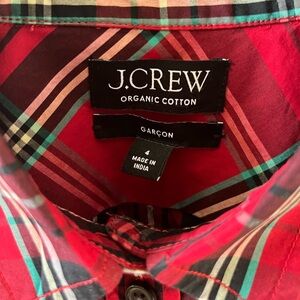 J.CREW
ORGANIC COTTON
GARÇON
4
MADE IN
INDIA